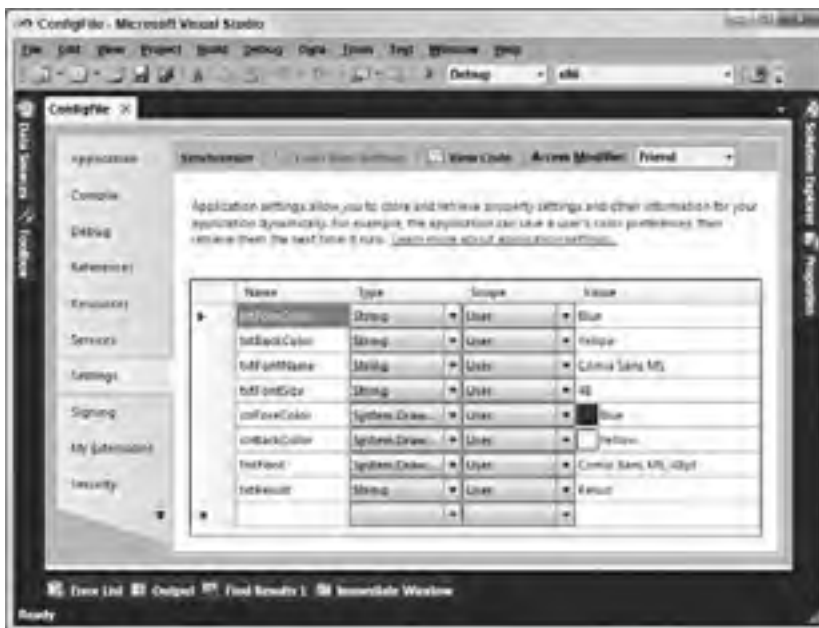 ConfigFile - Microsoft Visual Studio
File Edit View Project Build Debug Data Tools Test Window Help
Debug x86
ConfigFile X
Data Sources Toolbox
Solution Explorer Properties
Application
Compile
Debug
References
Resources
Services
Settings
Signing
My Extensions
Security
Synchronize Load Web Settings View Code Access Modifier: Friend
Application settings allow you to store and retrieve property settings and other information for your
application dynamically. For example, the application can save a user's color preferences, then
retrieve them the next time it runs. Learn more about application settings...
Name Type Scope Value
txtForeColor String User Blue
txtBackColor String User Yellow
txtFontName String User Comic Sans MS
txtFontSize String User 48
System.Draw... User Blue
System.Draw... User Yellow
System.Draw... User Comic Sans MS, 48pt
txtResult String User Result
Error List Output Find Results 1 Immediate Window
Ready